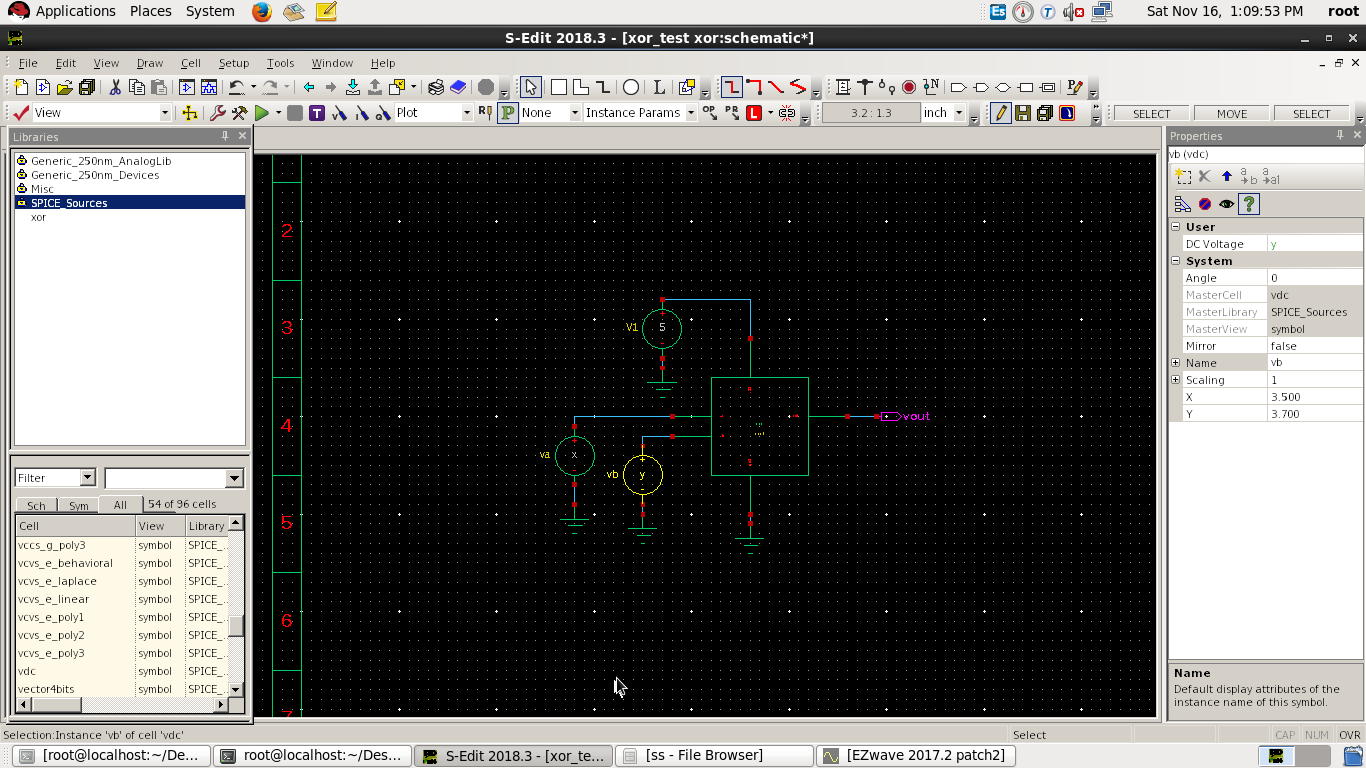 Applications Places System Sat Nov 16, 1:09:53 PM root
S-Edit 2018.3 - [xor_test xor:schematic*]
File Edit View Draw Cell Setup Tools Window Help
View Plot None Instance Params 3.2 : 1.3 inch SELECT MOVE SELECT
Libraries
Generic_250nm_AnalogLib
Generic_250nm_Devices
Misc
SPICE_Sources
xor
Filter
Sch Sym All 54 of 96 cells
Cell View Library
vccs_g_poly3 symbol SPICE_..
vcvs_e_behavioral symbol SPICE_..
vcvs_e_laplace symbol SPICE_..
vcvs_e_linear symbol SPICE_..
vcvs_e_poly1 symbol SPICE_..
vcvs_e_poly2 symbol SPICE_..
vcvs_e_poly3 symbol SPICE_..
vdc symbol SPICE_..
vector4bits symbol SPICE_..
2
3
4
5
6
7
V1 5
va x
vb y
vout
Properties
vb (vdc)
User
DC Voltage y
System
Angle 0
MasterCell vdc
MasterLibrary SPICE_Sources
MasterView symbol
Mirror false
Name vb
Scaling 1
X 3.500
Y 3.700
Name
Default display attributes of the
instance name of this symbol.
Selection:Instance 'vb' of cell 'vdc' Select CAP NUM OVR
[root@localhost:~/De... root@localhost:~/Des... S-Edit 2018.3 - [xor_te... [ss - File Browser] [EZwave 2017.2 patch2]